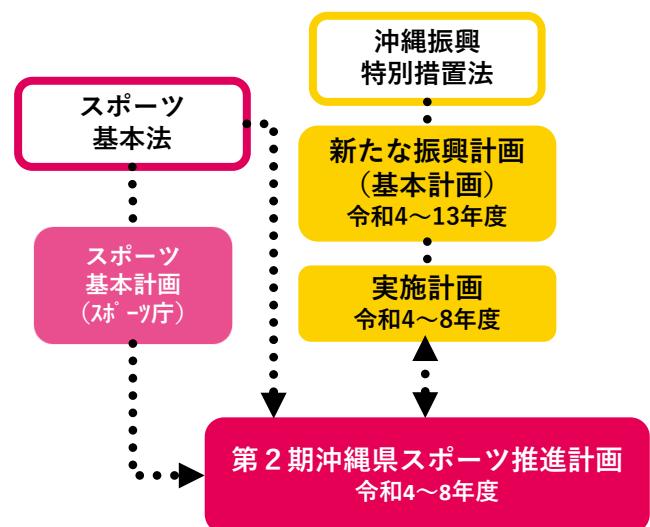 スポーツ
基本法
スポーツ
基本計画
（ｽﾎﾟｰﾂ庁）
沖縄振興
特別措置法
新たな振興計画
（基本計画）
令和4～13年度
実施計画
令和4～8年度
第２期沖縄県スポーツ推進計画
令和4～8年度